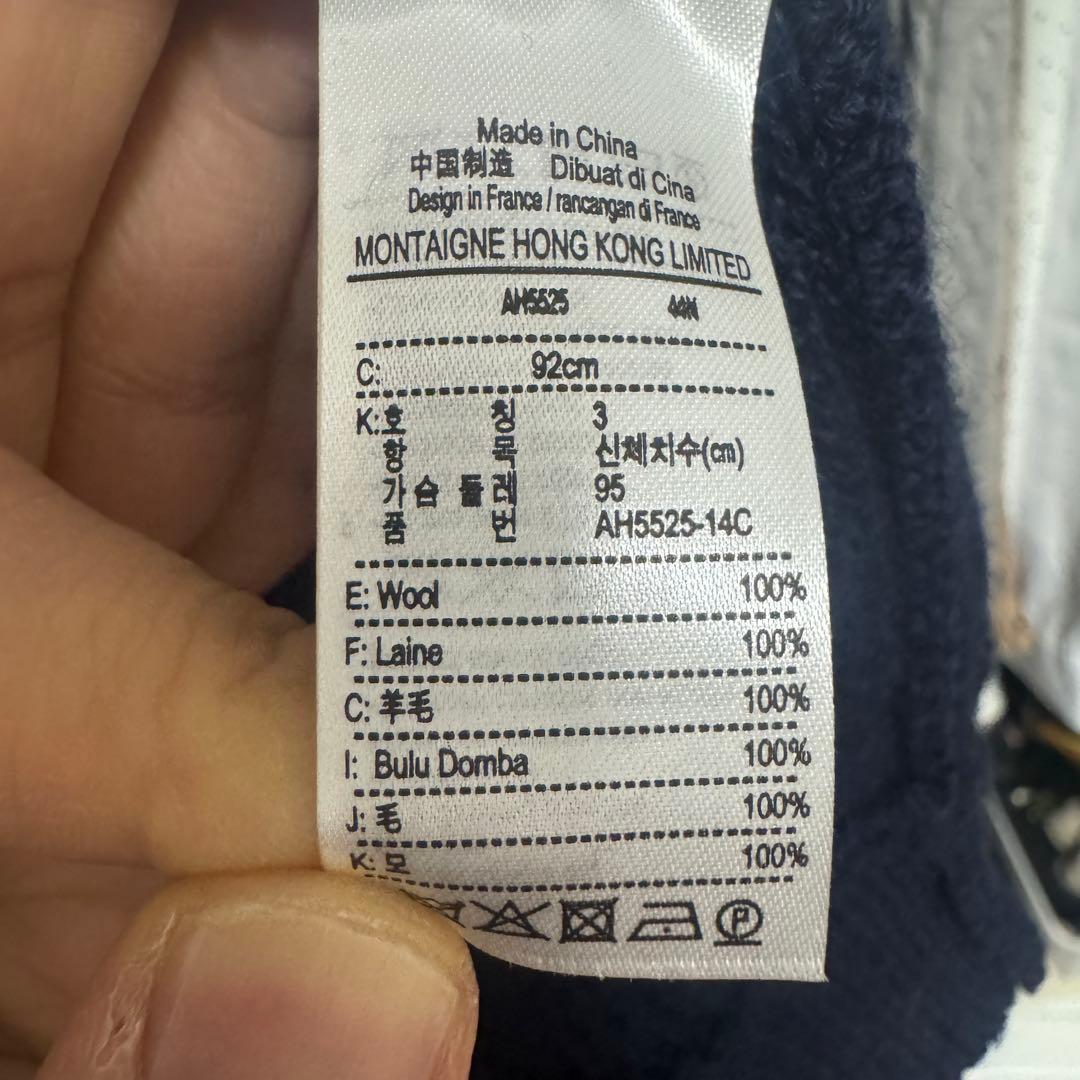 Made in China
中国制造 Dibuat di Cina
Design in France / rancangan di France
MONTAIGNE HONG KONG LIMITED
AH5525 44N
C: 92cm
K: 호 칭 3
항 목 신체치수(cm)
가슴둘레 95
품 번 AH5525-14C
E: Wool 100%
F: Laine 100%
C: 羊毛 100%
I: Bulu Domba 100%
J: 毛 100%
K: 모 100%
P